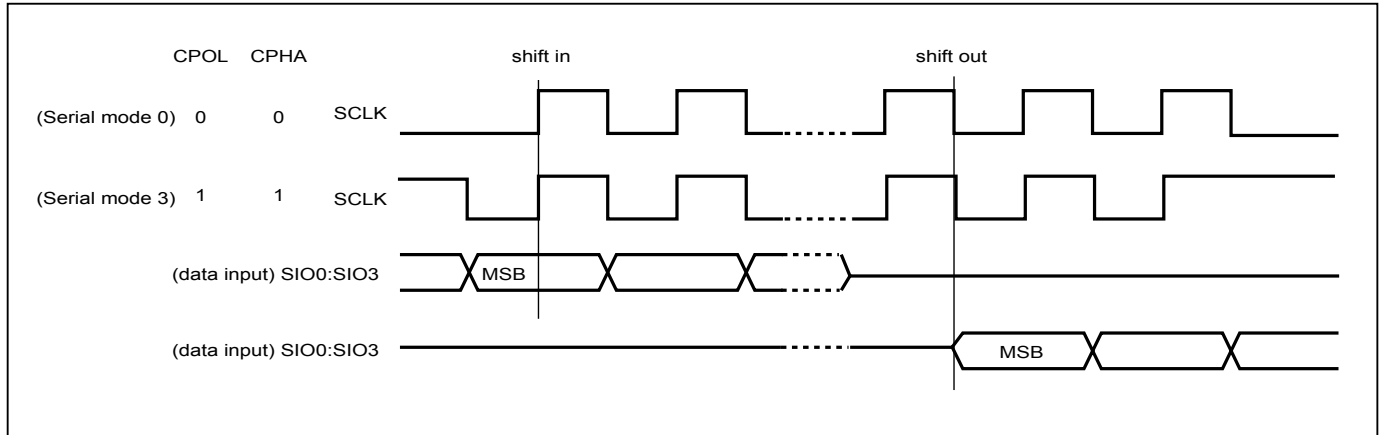 CPOL CPHA shift in shift out
(Serial mode 0) 0 0 SCLK
(Serial mode 3) 1 1 SCLK
(data input) SIO0:SIO3 MSB
(data input) SIO0:SIO3 MSB